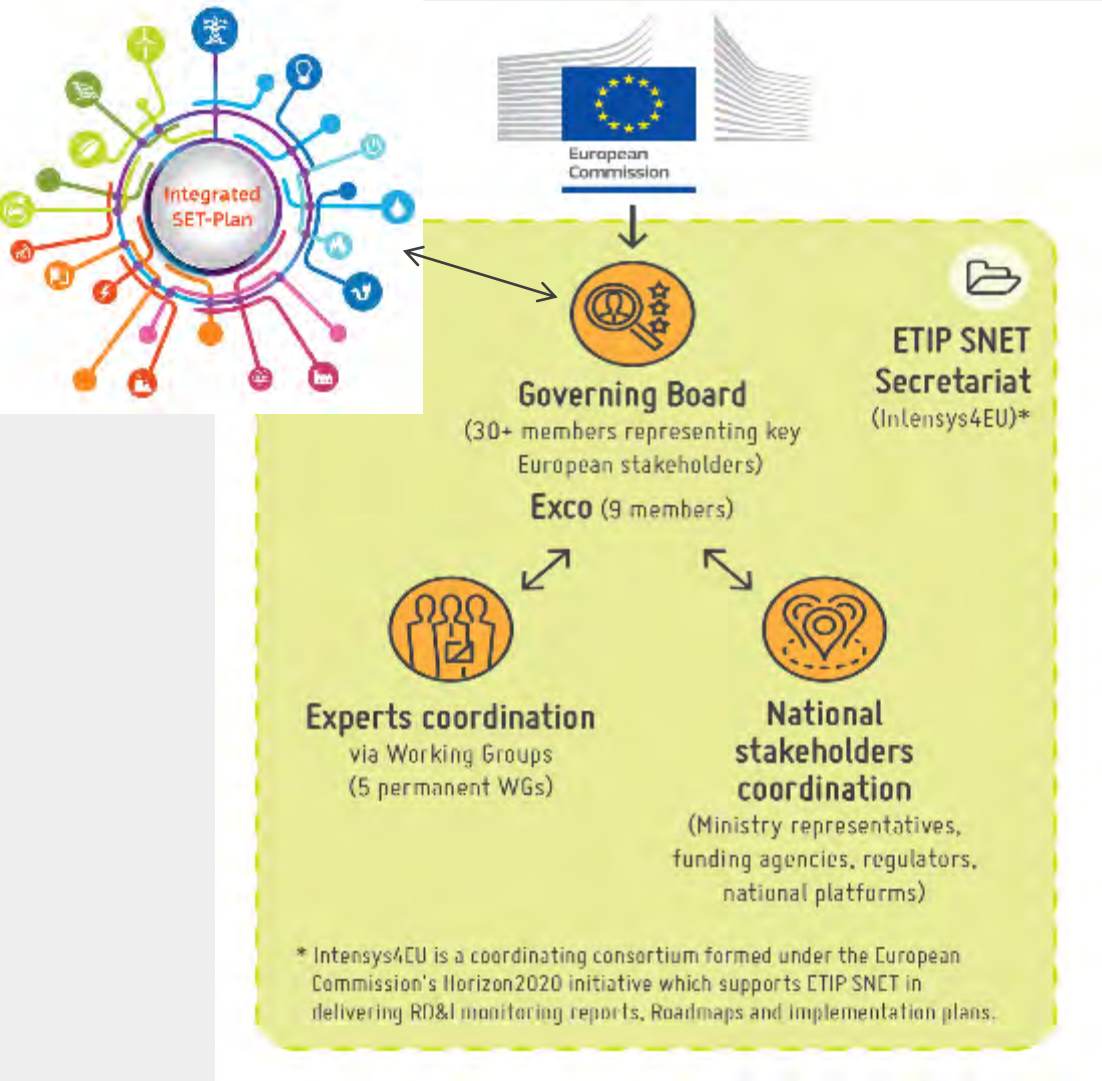 Integrated
SET-Plan
European
Commission
ETIP SNET
Secretariat
(Intensys4EU)*
Governing Board
(30+ members representing key
European stakeholders)
Exco (9 members)
Experts coordination
via Working Groups
(5 permanent WGs)
National
stakeholders
coordination
(Ministry representatives,
funding agencies, regulators,
national platforms)
* Intensys4EU is a coordinating consortium formed under the European
Commission's Horizon2020 initiative which supports ETIP SNET in
delivering RD&I monitoring reports, Roadmaps and implementation plans.